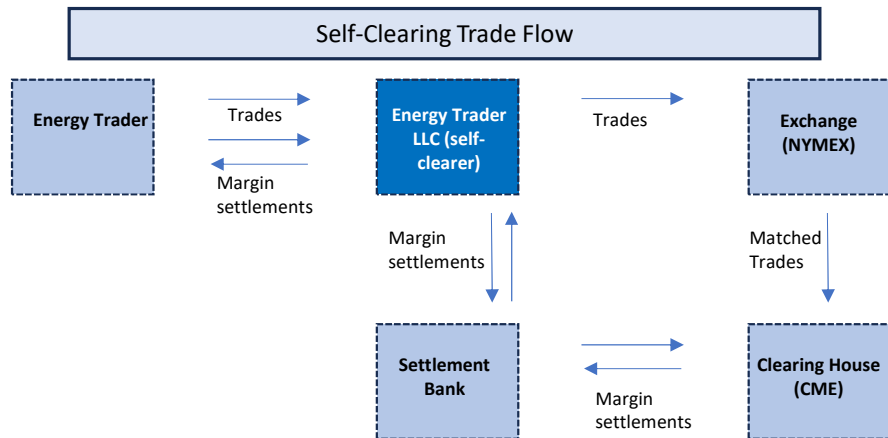 Self-Clearing Trade Flow
Energy Trader
Trades
Margin
settlements
Energy Trader
LLC (self-
clearer)
Trades
Exchange
(NYMEX)
Margin
settlements
Matched
Trades
Settlement
Bank
Margin
settlements
Clearing House
(CME)